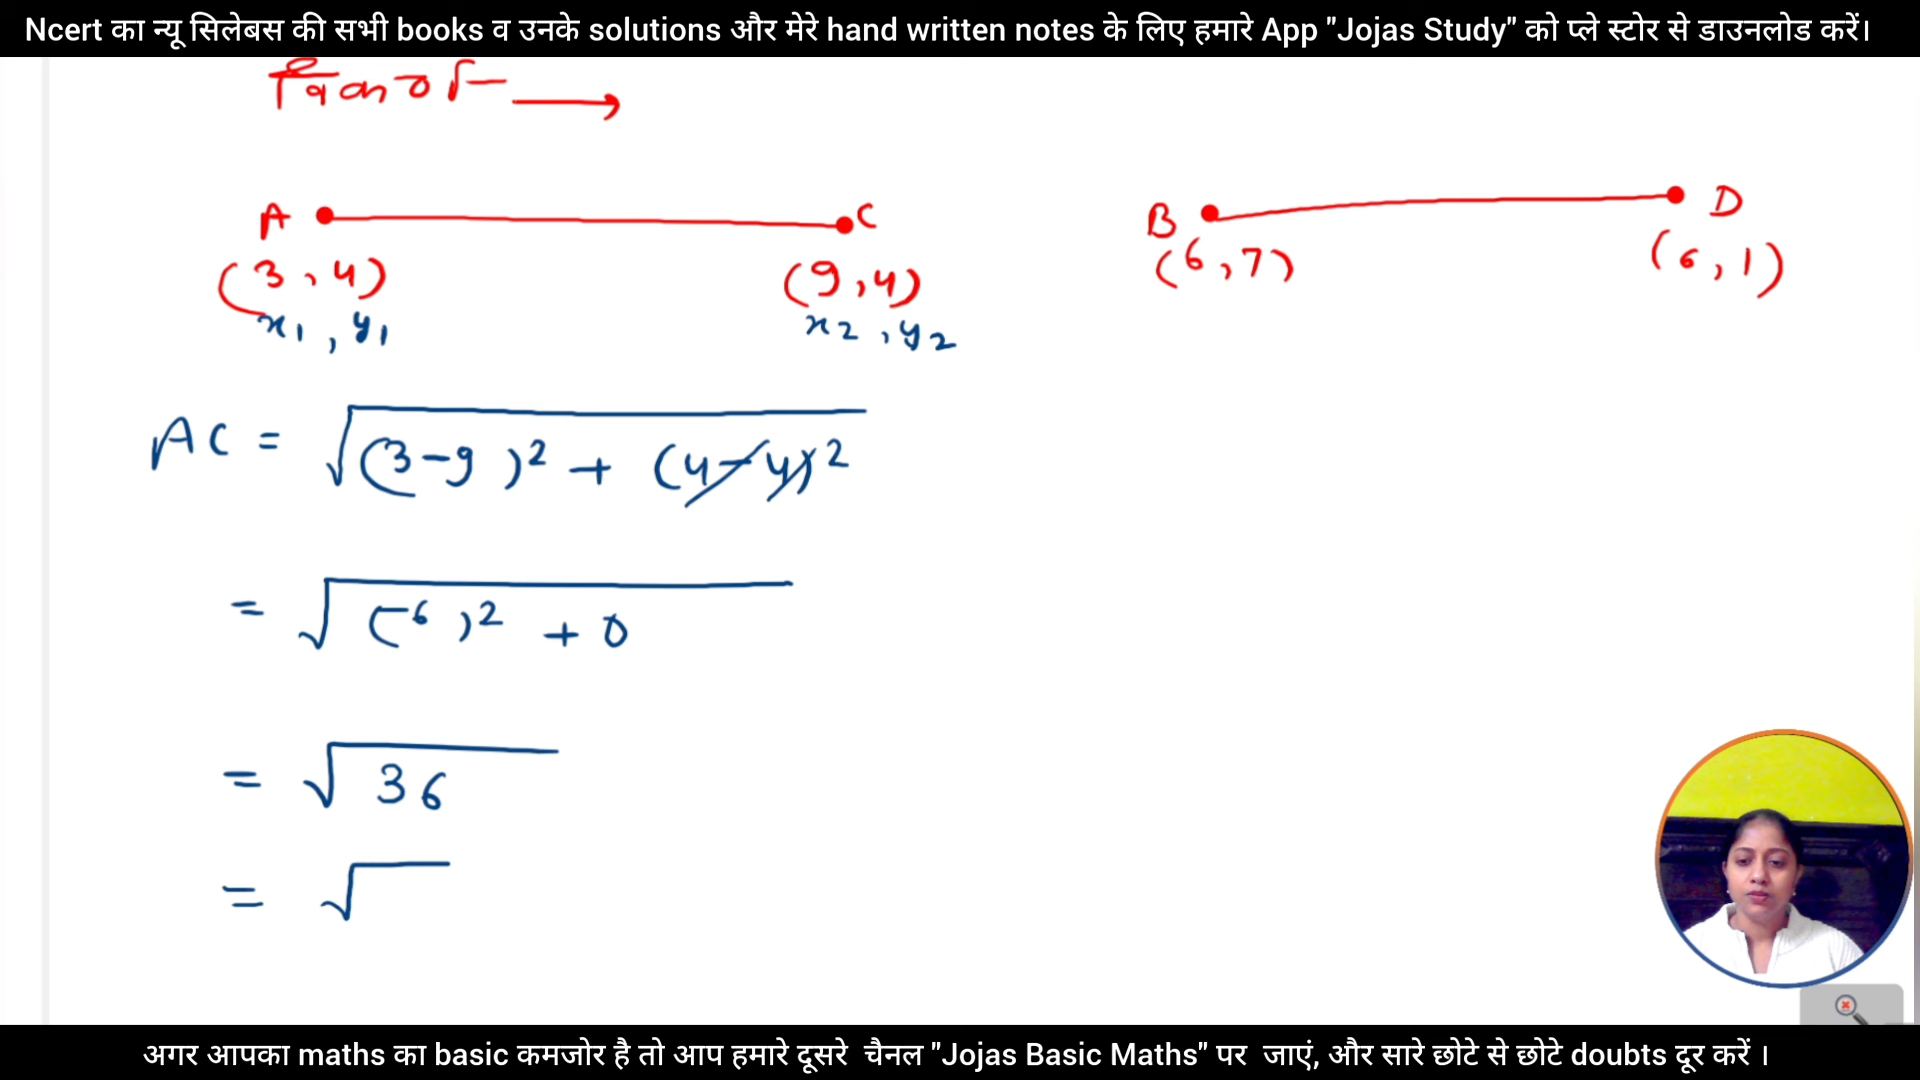 Ncert का न्यू सिलेबस की सभी books व उनके solutions और मेरे hand written notes के लिए हमारे App "Jojas Study" को प्ले स्टोर से डाउनलोड करें।
विकर्ण →
A C B D
(3,4) (9,4) (6,7) (6,1)
x1, y1 x2, y2
AC = √(3-9)² + (4-4)²
= √(-6)² + 0
= √36
= √
अगर आपका maths का basic कमजोर है तो आप हमारे दूसरे चैनल "Jojas Basic Maths" पर जाएं, और सारे छोटे से छोटे doubts दूर करें ।